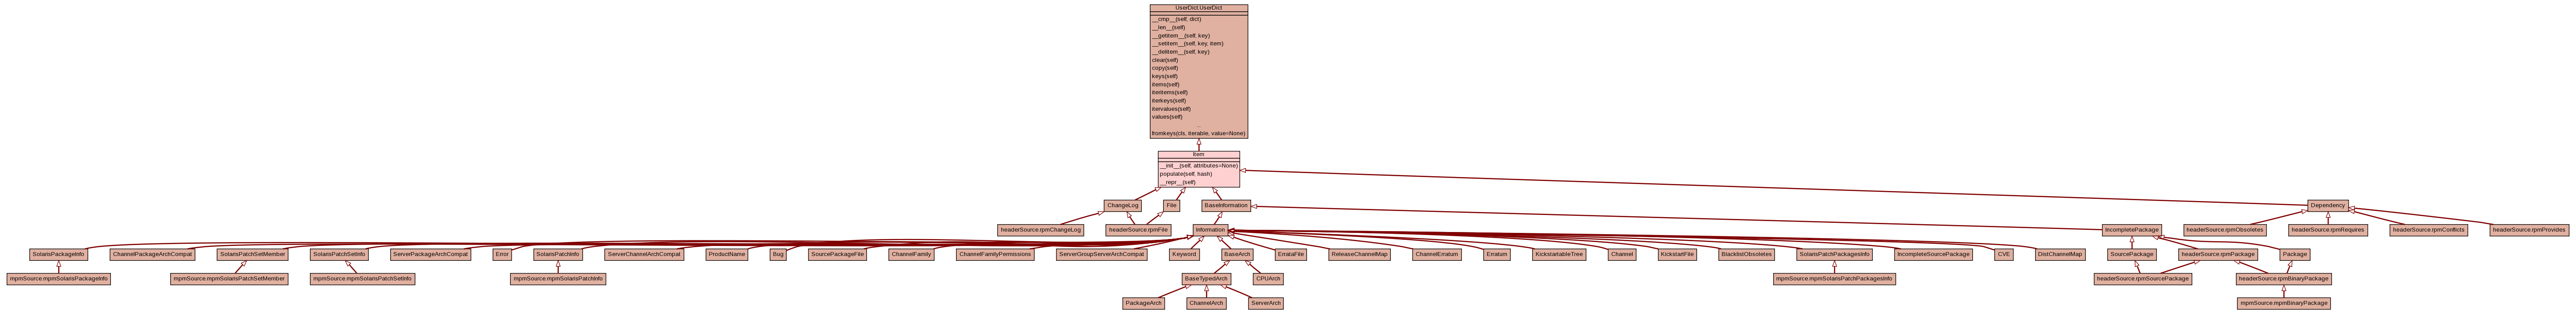 UserDict.UserDict
__cmp__(self, dict)
__len__(self)
__getitem__(self, key)
__setitem__(self, key, item)
__delitem__(self, key)
clear(self)
copy(self)
keys(self)
items(self)
iteritems(self)
iterkeys(self)
itervalues(self)
values(self)
...
fromkeys(cls, iterable, value=None)
Item
__init__(self, attributes=None)
populate(self, hash)
__repr__(self)
ChangeLog
File
BaseInformation
Dependency
headerSource.rpmChangeLog
headerSource.rpmFile
Information
IncompletePackage
headerSource.rpmObsoletes
headerSource.rpmRequires
headerSource.rpmConflicts
headerSource.rpmProvides
SolarisPackageInfo
ChannelPackageArchCompat
SolarisPatchSetMember
SolarisPatchSetInfo
ServerPackageArchCompat
Error
SolarisPatchInfo
ServerChannelArchCompat
ProductName
Bug
SourcePackageFile
ChannelFamily
ChannelFamilyPermissions
ServerGroupServerArchCompat
Keyword
BaseArch
ErrataFile
ReleaseChannelMap
ChannelErratum
Erratum
KickstartableTree
Channel
KickstartFile
BlacklistObsoletes
SolarisPatchPackagesInfo
IncompleteSourcePackage
CVE
DistChannelMap
SourcePackage
headerSource.rpmPackage
Package
mpmSource.mpmSolarisPackageInfo
mpmSource.mpmSolarisPatchSetMember
mpmSource.mpmSolarisPatchSetInfo
mpmSource.mpmSolarisPatchInfo
BaseTypedArch
CPUArch
mpmSource.mpmSolarisPatchPackagesInfo
headerSource.rpmSourcePackage
headerSource.rpmBinaryPackage
PackageArch
ChannelArch
ServerArch
mpmSource.mpmBinaryPackage